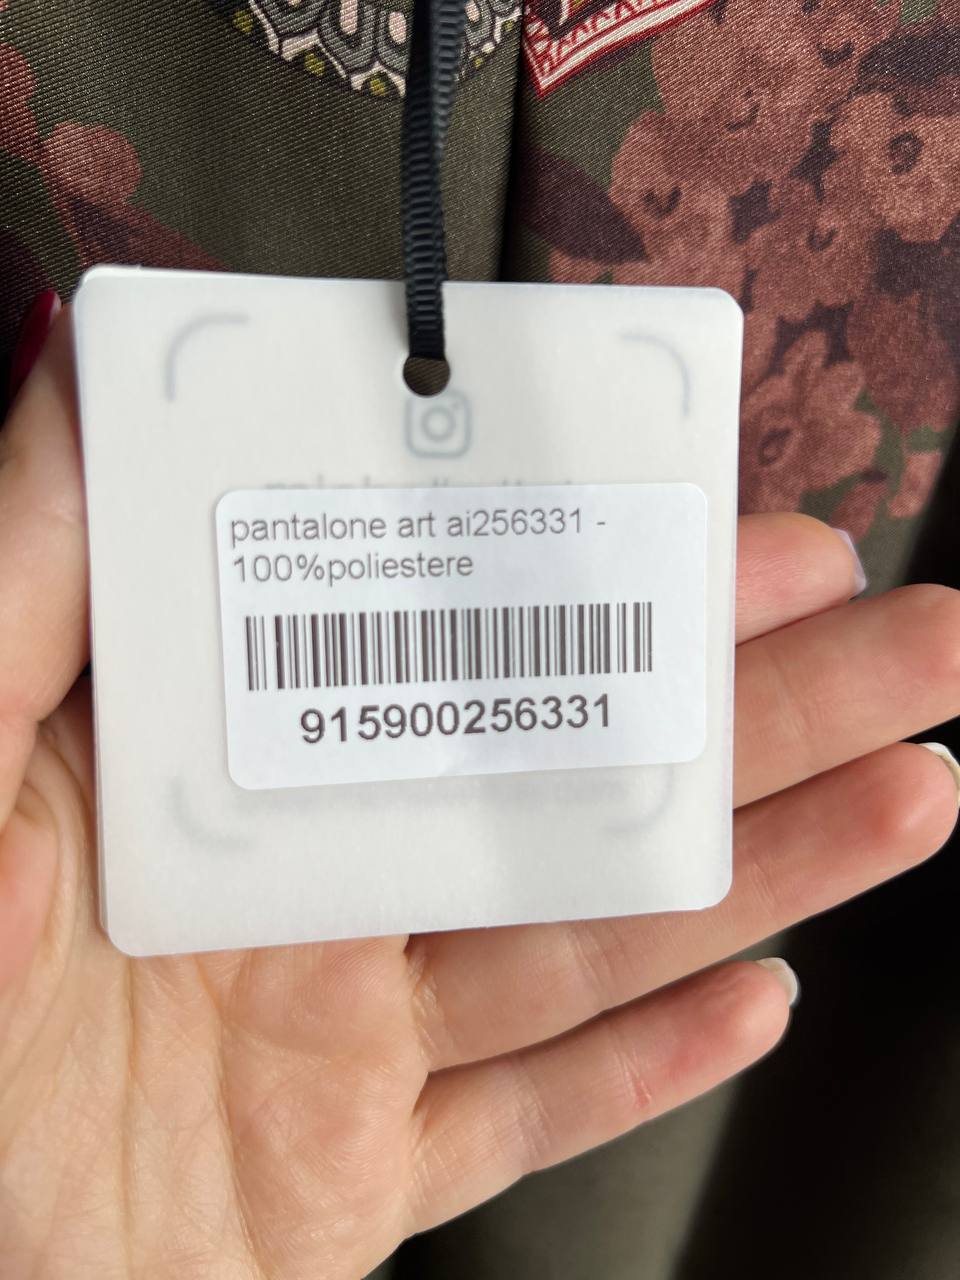 pantalone art ai256331 -
100%poliestere
915900256331